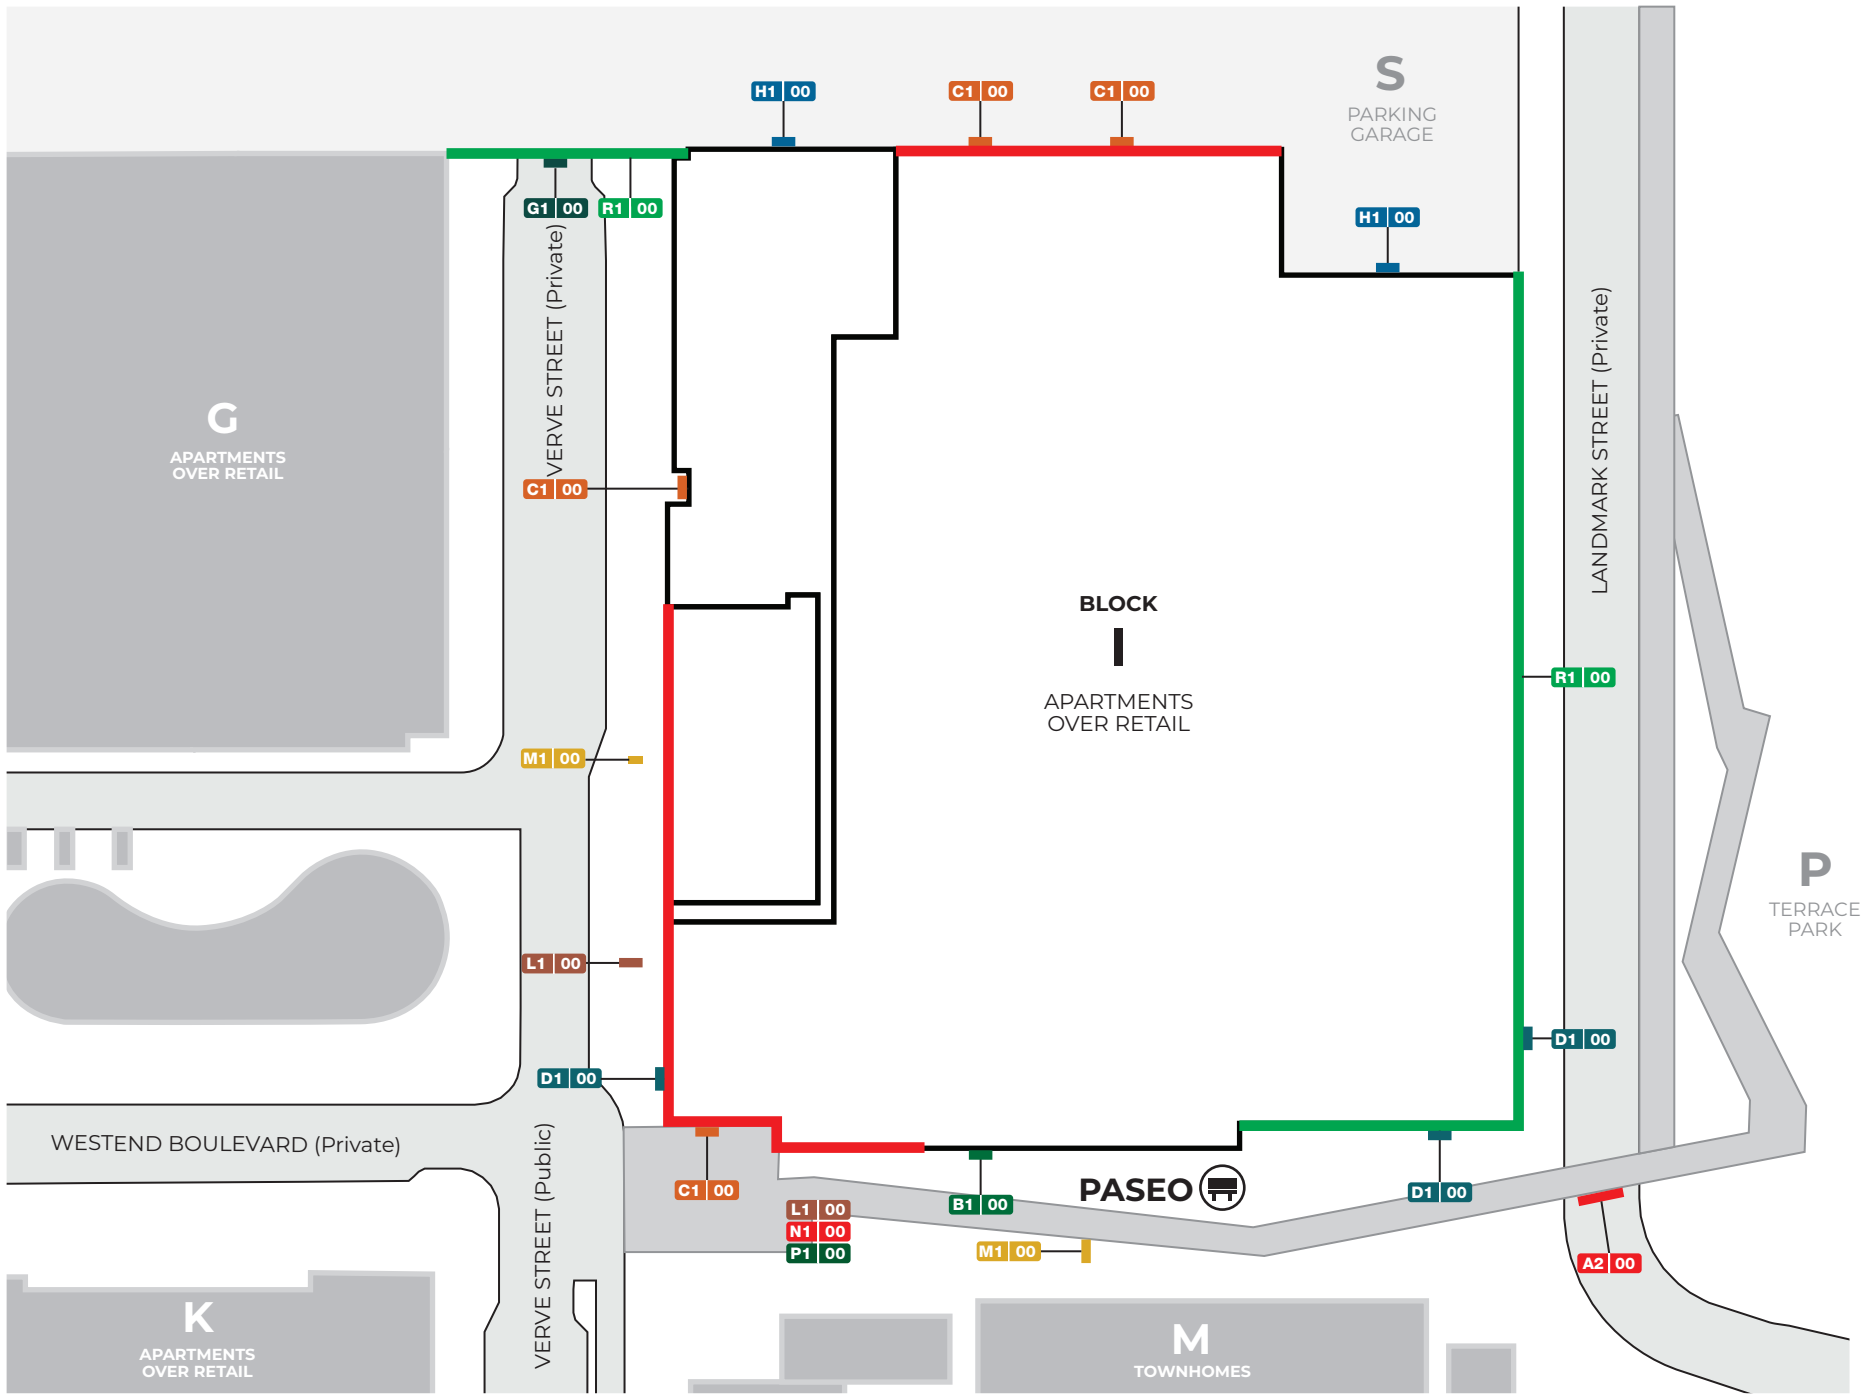 S
PARKING
GARAGE
H1 00
C1 00
C1 00
G1 00
R1 00
H1 00
VERVE STREET (Private)
LANDMARK STREET (Private)
G
APARTMENTS
OVER RETAIL
C1 00
BLOCK
I
APARTMENTS
OVER RETAIL
R1 00
M1 00
P
TERRACE
PARK
L1 00
D1 00
D1 00
WESTEND BOULEVARD (Private)
VERVE STREET (Public)
C1 00
L1 00
N1 00
P1 00
B1 00
PASEO
D1 00
M1 00
A2 00
K
APARTMENTS
OVER RETAIL
M
TOWNHOMES